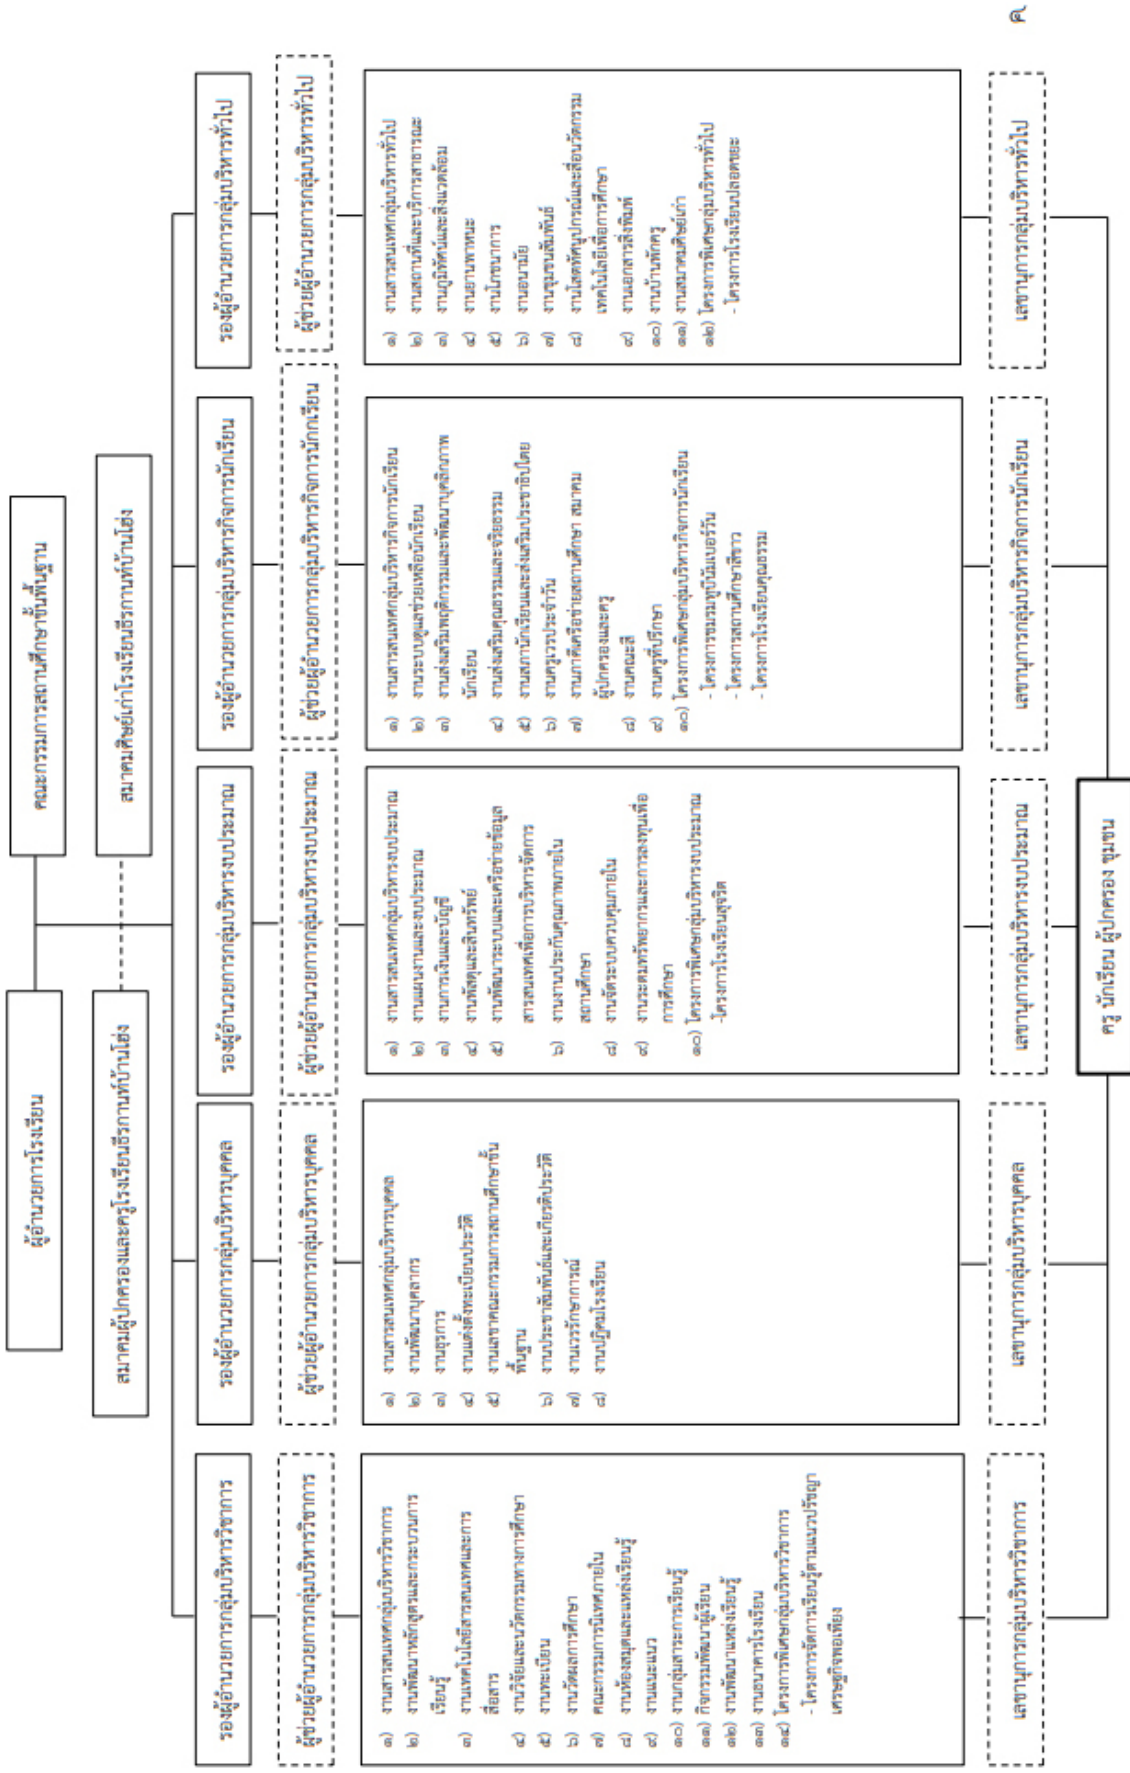 ๕
ผู้อำนวยการโรงเรียน
คณะกรรมการสถานศึกษาขั้นพื้นฐาน
สมาคมผู้ปกครองและครูโรงเรียนธีรกานท์บ้านโฮ่ง
สมาคมศิษย์เก่าโรงเรียนธีรกานท์บ้านโฮ่ง
รองผู้อำนวยการกลุ่มบริหารวิชาการ
ผู้ช่วยผู้อำนวยการกลุ่มบริหารวิชาการ
๑) งานสารสนเทศกลุ่มบริหารวิชาการ
๒) งานพัฒนาหลักสูตรและกระบวนการ
เรียนรู้
๓) งานเทคโนโลยีสารสนเทศและการ
สื่อสาร
๔) งานวิจัยและนวัตกรรมทางการศึกษา
๕) งานทะเบียน
๖) งานวัดผลการศึกษา
๗) คณะกรรมการนิเทศภายใน
๘) งานห้องสมุดและแหล่งเรียนรู้
๙) งานแนะแนว
๑๐) งานกลุ่มสาระการเรียนรู้
๑๑) กิจกรรมพัฒนาผู้เรียน
๑๒) งานพัฒนาแหล่งเรียนรู้
๑๓) งานธนาคารโรงเรียน
๑๔) โครงการพิเศษกลุ่มบริหารวิชาการ
- โครงการจัดการเรียนรู้ตามแนวปรัชญา
เศรษฐกิจพอเพียง
เลขานุการกลุ่มบริหารวิชาการ
รองผู้อำนวยการกลุ่มบริหารบุคคล
ผู้ช่วยผู้อำนวยการกลุ่มบริหารบุคคล
๑) งานสารสนเทศกลุ่มบริหารบุคคล
๒) งานพัฒนาบุคลากร
๓) งานธุรการ
๔) งานแต่งตั้งทะเบียนประวัติ
๕) งานเลขาคณะกรรมการสถานศึกษาขั้น
พื้นฐาน
๖) งานประชาสัมพันธ์และเกียรติประวัติ
๗) งานเวรรักษาการณ์
๘) งานปฏิคมโรงเรียน
เลขานุการกลุ่มบริหารบุคคล
รองผู้อำนวยการกลุ่มบริหารงบประมาณ
ผู้ช่วยผู้อำนวยการกลุ่มบริหารงบประมาณ
๑) งานสารสนเทศกลุ่มบริหารงบประมาณ
๒) งานแผนงานและงบประมาณ
๓) งานการเงินและบัญชี
๔) งานพัสดุและสินทรัพย์
๕) งานพัฒนาระบบและเครือข่ายข้อมูล
สารสนเทศเพื่อการบริหารจัดการ
๖) งานงานประกันคุณภาพภายใน
สถานศึกษา
๘) งานจัดระบบควบคุมภายใน
๙) งานระดมทรัพยากรและการลงทุนเพื่อ
การศึกษา
๑๐) โครงการพิเศษกลุ่มบริหารงบประมาณ
-โครงการโรงเรียนสุจริต
เลขานุการกลุ่มบริหารงบประมาณ
รองผู้อำนวยการกลุ่มบริหารกิจการนักเรียน
ผู้ช่วยผู้อำนวยการกลุ่มบริหารกิจการนักเรียน
๑) งานสารสนเทศกลุ่มบริหารกิจการนักเรียน
๒) งานระบบดูแลช่วยเหลือนักเรียน
๓) งานส่งเสริมพฤติกรรมและพัฒนาบุคลิกภาพ
นักเรียน
๔) งานส่งเสริมคุณธรรมและจริยธรรม
๕) งานสภานักเรียนและส่งเสริมประชาธิปไตย
๖) งานครูเวรประจำวัน
๗) งานภาคีเครือข่ายสถานศึกษา สมาคม
ผู้ปกครองและครู
๘) งานคณะสี
๙) งานครูที่ปรึกษา
๑๐) โครงการพิเศษกลุ่มบริหารกิจการนักเรียน
- โครงการชมรมทูบีนัมเบอร์วัน
- โครงการสถานศึกษาสีขาว
- โครงการโรงเรียนคุณธรรม
เลขานุการกลุ่มบริหารกิจการนักเรียน
รองผู้อำนวยการกลุ่มบริหารทั่วไป
ผู้ช่วยผู้อำนวยการกลุ่มบริหารทั่วไป
๑) งานสารสนเทศกลุ่มบริหารทั่วไป
๒) งานสถานที่และบริการสาธารณะ
๓) งานภูมิทัศน์และสิ่งแวดล้อม
๔) งานยานพาหนะ
๕) งานโภชนาการ
๖) งานอนามัย
๗) งานชุมชนสัมพันธ์
๘) งานโสตทัศนูปกรณ์และสื่อนวัตกรรม
เทคโนโลยีเพื่อการศึกษา
๙) งานเอกสารสิ่งพิมพ์
๑๐) งานบ้านพักครู
๑๑) งานสมาคมศิษย์เก่า
๑๒) โครงการพิเศษกลุ่มบริหารทั่วไป
- โครงการโรงเรียนปลอดขยะ
เลขานุการกลุ่มบริหารทั่วไป
ครู นักเรียน ผู้ปกครอง ชุมชน